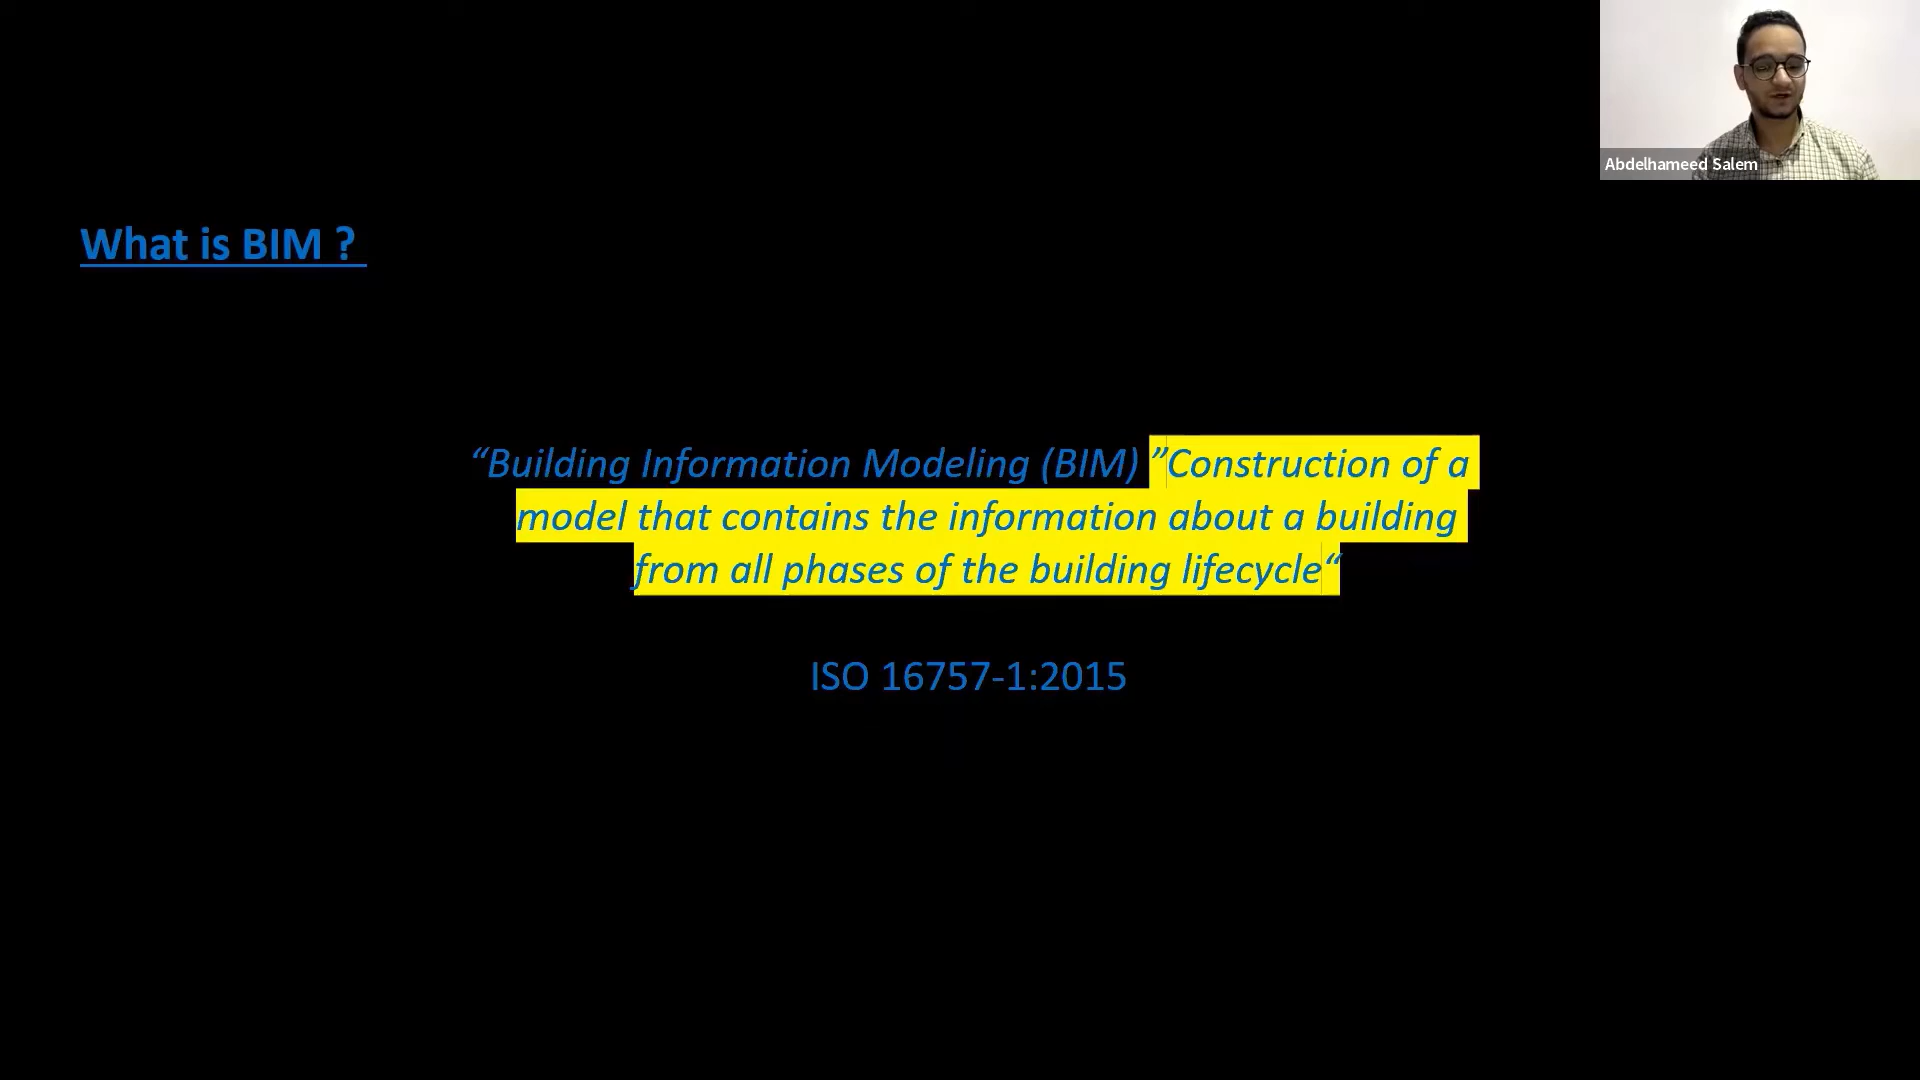 Abdelhameed Salem
What is BIM ?
“Building Information Modeling (BIM) ”Construction of a
model that contains the information about a building
from all phases of the building lifecycle“
ISO 16757-1:2015